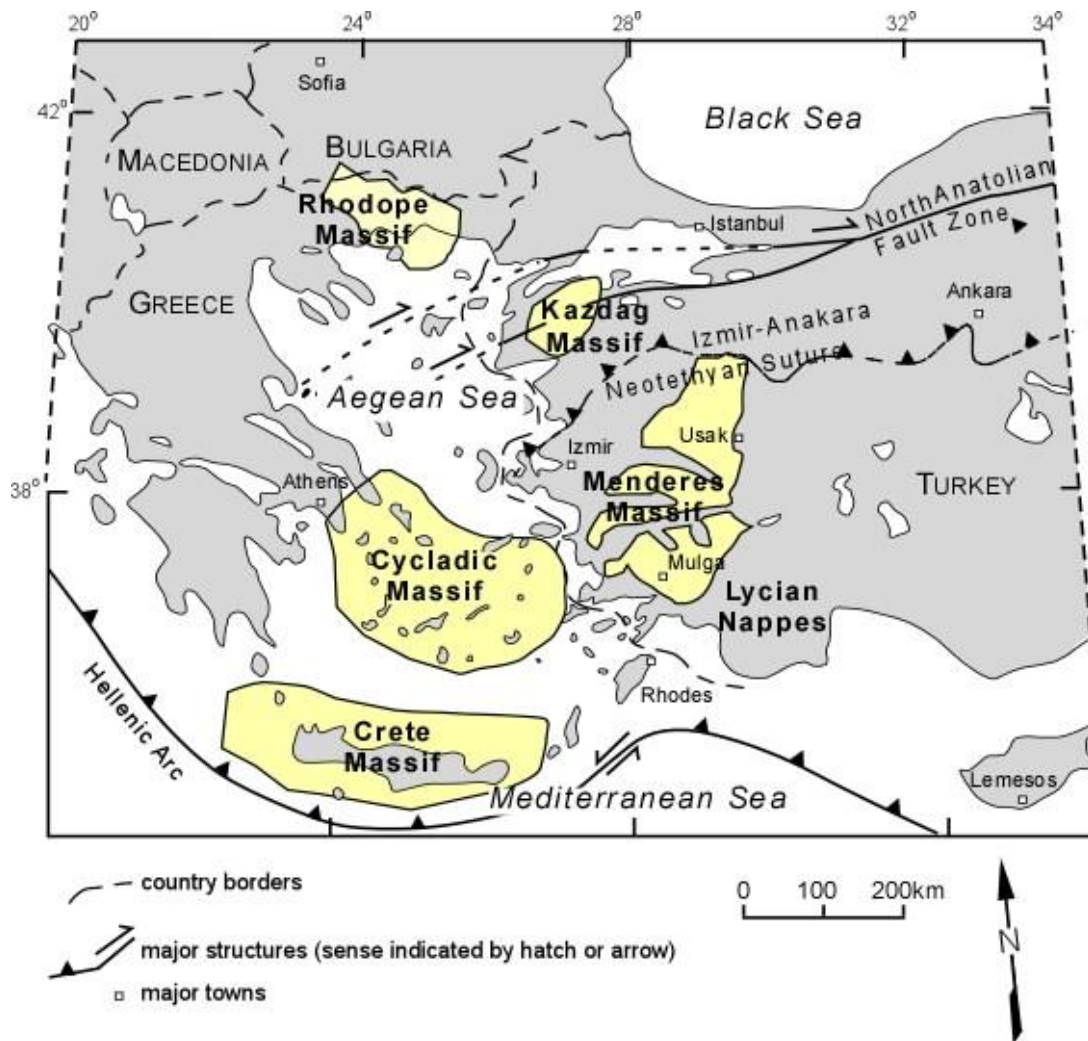 20°
24°
28°
32°
34°
Sofia
42°
Black Sea
MACEDONIA
BULGARIA
Rhodope
Massif
Istanbul
North Anatolian
Fault Zone
GREECE
Ankara
Kazdag
Massif
Izmir-Anakara
Neotethyan Suture
Aegean Sea
Usak
Izmir
Athens
38°
Menderes
Massif
TURKEY
Cycladic
Massif
Mulga
Lycian
Nappes
Rhodes
Hellenic Arc
Crete
Massif
Mediterranean Sea
Lemesos
country borders
0 100 200km
major structures (sense indicated by hatch or arrow)
major towns
N